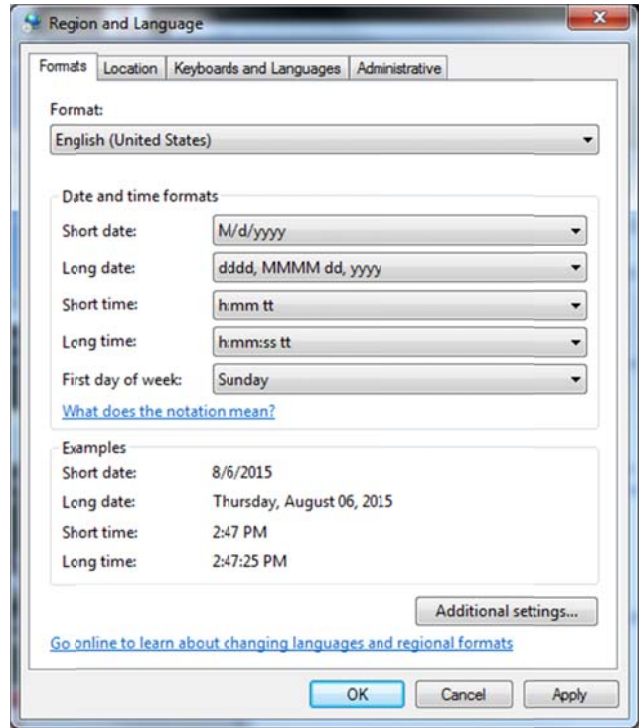 Region and Language
Formats Location Keyboards and Languages Administrative
Format:
English (United States)
Date and time formats
Short date: M/d/yyyy
Long date: dddd, MMMM dd, yyyy
Short time: h:mm tt
Long time: h:mm:ss tt
First day of week: Sunday
What does the notation mean?
Examples
Short date: 8/6/2015
Long date: Thursday, August 06, 2015
Short time: 2:47 PM
Long time: 2:47:25 PM
Additional settings...
Go online to learn about changing languages and regional formats
OK Cancel Apply